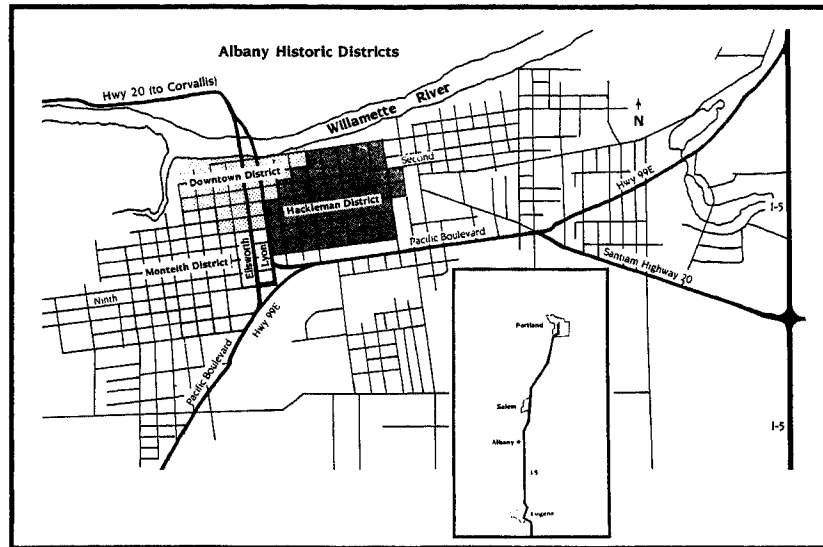 Albany Historic Districts
Hwy 20 (to Corvallis)
Willamette River
N
Second
Downtown District
Hackleman District
Hwy 99E
I-5
Pacific Boulevard
Monteith District
Ellsworth
Lyon
Santiam Highway 20
Ninth
Hwy 99E
Pacific Boulevard
Portland
Salem
Albany
I-5
Eugene
I-5